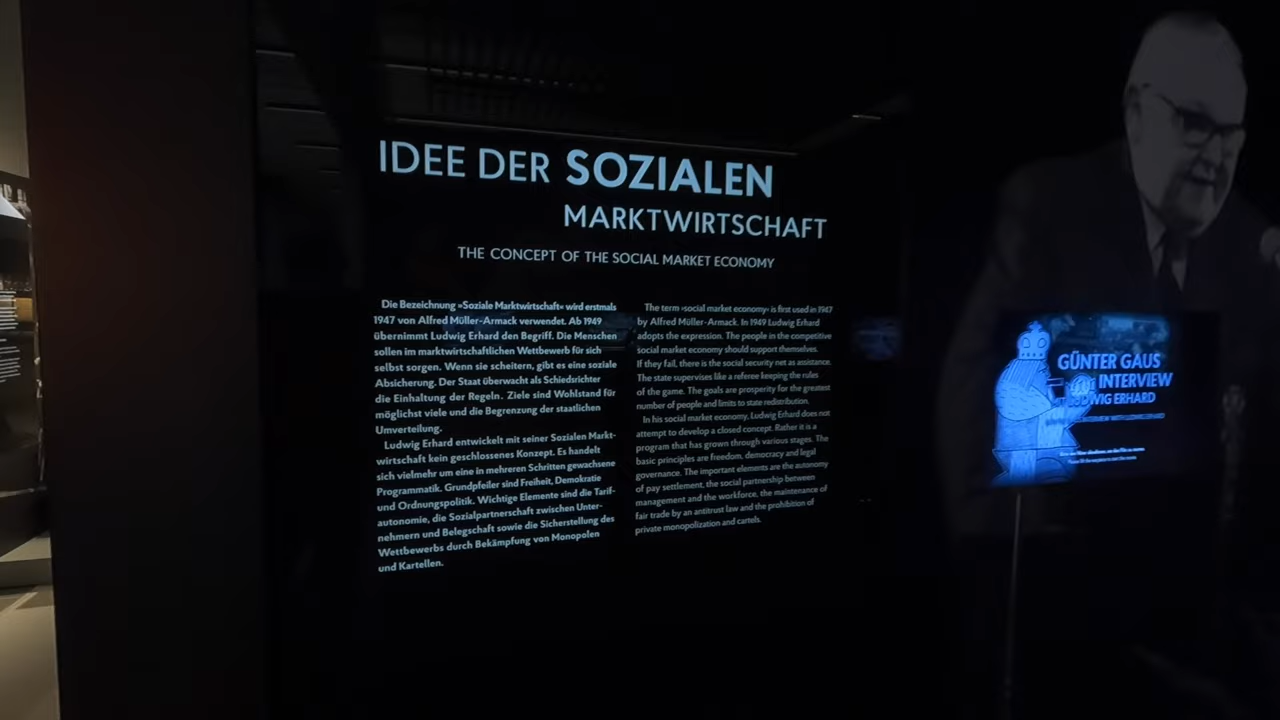 IDEE DER SOZIALEN
MARKTWIRTSCHAFT
THE CONCEPT OF THE SOCIAL MARKET ECONOMY
Die Bezeichnung »Soziale Marktwirtschaft« wird erstmals
1947 von Alfred Müller-Armack verwendet. Ab 1949
übernimmt Ludwig Erhard den Begriff. Die Menschen
sollen im marktwirtschaftlichen Wettbewerb für sich
selbst sorgen. Wenn sie scheitern, gibt es eine soziale
Absicherung. Der Staat überwacht als Schiedsrichter
die Einhaltung der Regeln. Ziele sind Wohlstand für
möglichst viele und die Begrenzung der staatlichen
Umverteilung.
Ludwig Erhard entwickelt mit seiner Sozialen Markt-
wirtschaft kein geschlossenes Konzept. Es handelt
sich vielmehr um eine in mehreren Schritten gewachsene
Programmatik. Grundpfeiler sind Freiheit, Demokratie
und Ordnungspolitik. Wichtige Elemente sind die Tarif-
autonomie, die Sozialpartnerschaft zwischen Unter-
nehmern und Belegschaft sowie die Sicherstellung des
Wettbewerbs durch Bekämpfung von Monopolen
und Kartellen.
The term ›social market economy‹ is first used in 1947
by Alfred Müller-Armack. In 1949 Ludwig Erhard
adopts the expression. The people in the competitive
social market economy should support themselves.
If they fail, there is the social security net as assistance.
The state supervises like a referee keeping the rules
of the game. The goals are prosperity for the greatest
number of people and limits to state redistribution.
In his social market economy, Ludwig Erhard does not
attempt to develop a closed concept. Rather it is a
program that has grown through various stages. The
basic principles are freedom, democracy and legal
governance. The important elements are the autonomy
of pay settlement, the social partnership between
management and the workforce, the maintenance of
fair trade by an antitrust law and the prohibition of
private monopolization and cartels.
GÜNTER GAUS
INTERVIEW
LUDWIG ERHARD